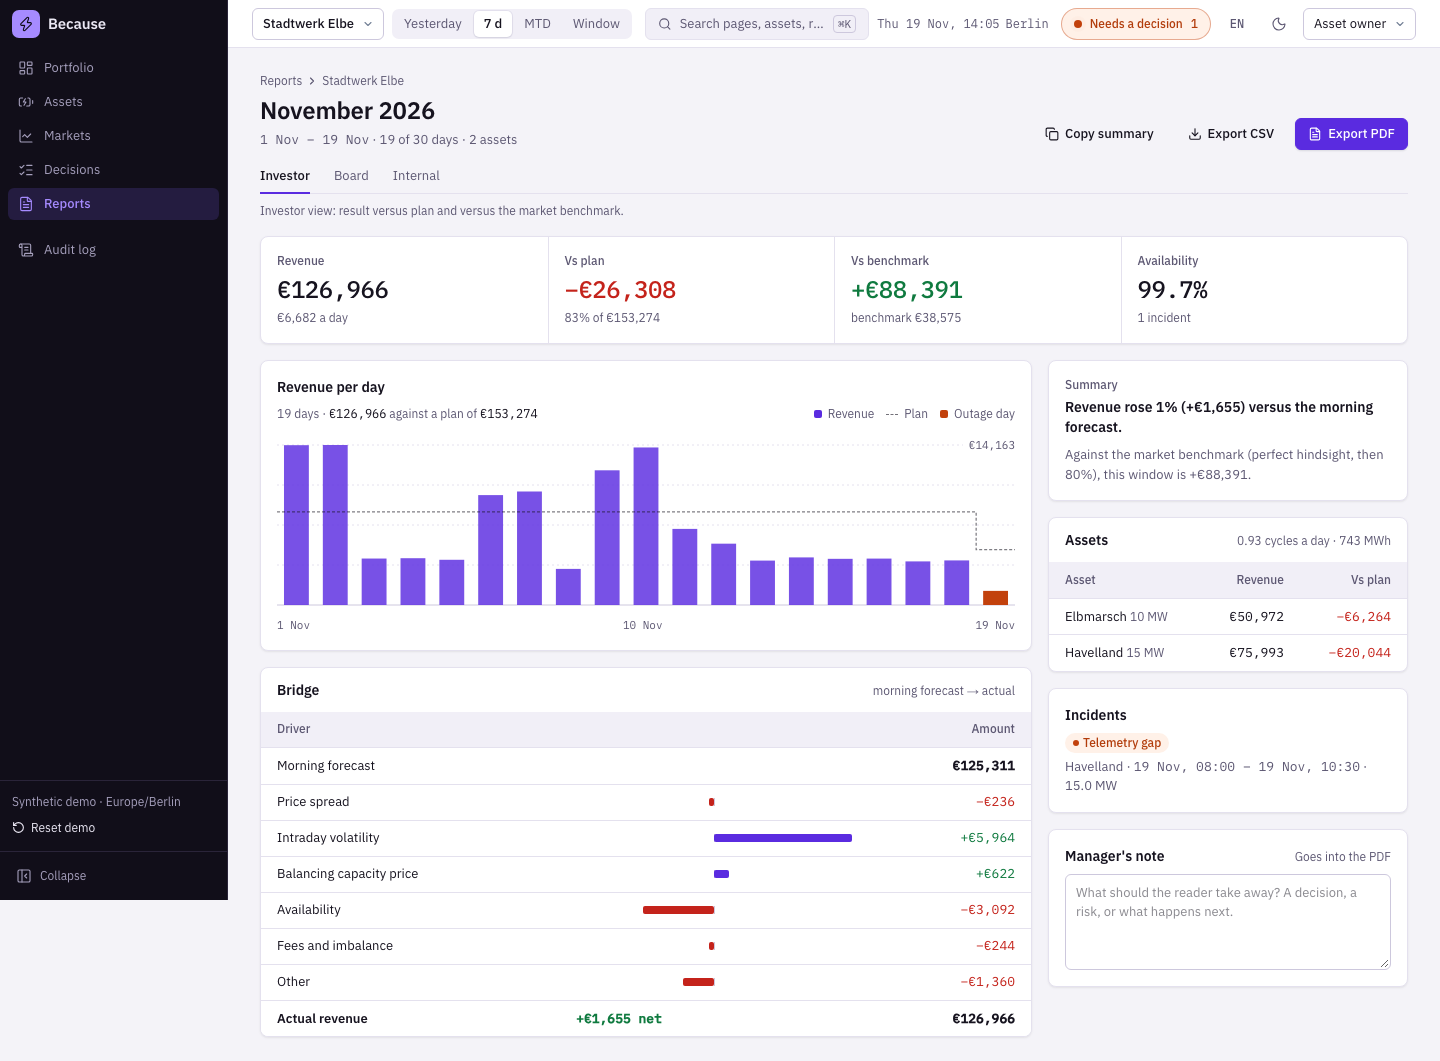 Because
Portfolio
Assets
Markets
Decisions
Reports
Audit log
Synthetic demo · Europe/Berlin
Reset demo
Collapse
Stadtwerk Elbe
Yesterday
7 d
MTD
Window
Search pages, assets, r...
⌘K
Thu 19 Nov, 14:05 Berlin
Needs a decision 1
EN
Asset owner
Reports > Stadtwerk Elbe
November 2026
1 Nov – 19 Nov · 19 of 30 days · 2 assets
Copy summary
Export CSV
Export PDF
Investor
Board
Internal
Investor view: result versus plan and versus the market benchmark.
Revenue
€126,966
€6,682 a day
Vs plan
−€26,308
83% of €153,274
Vs benchmark
+€88,391
benchmark €38,575
Availability
99.7%
1 incident
Revenue per day
19 days · €126,966 against a plan of €153,274
Revenue
Plan
Outage day
€14,163
1 Nov
10 Nov
19 Nov
Bridge
morning forecast → actual
Driver Amount
Morning forecast €125,311
Price spread −€236
Intraday volatility +€5,964
Balancing capacity price +€622
Availability −€3,092
Fees and imbalance −€244
Other −€1,360
Actual revenue +€1,655 net €126,966
Summary
Revenue rose 1% (+€1,655) versus the morning
forecast.
Against the market benchmark (perfect hindsight, then
80%), this window is +€88,391.
Assets
0.93 cycles a day · 743 MWh
Asset Revenue Vs plan
Elbmarsch 10 MW €50,972 −€6,264
Havelland 15 MW €75,993 −€20,044
Incidents
Telemetry gap
Havelland · 19 Nov, 08:00 – 19 Nov, 10:30 ·
15.0 MW
Manager's note
Goes into the PDF
What should the reader take away? A decision, a
risk, or what happens next.